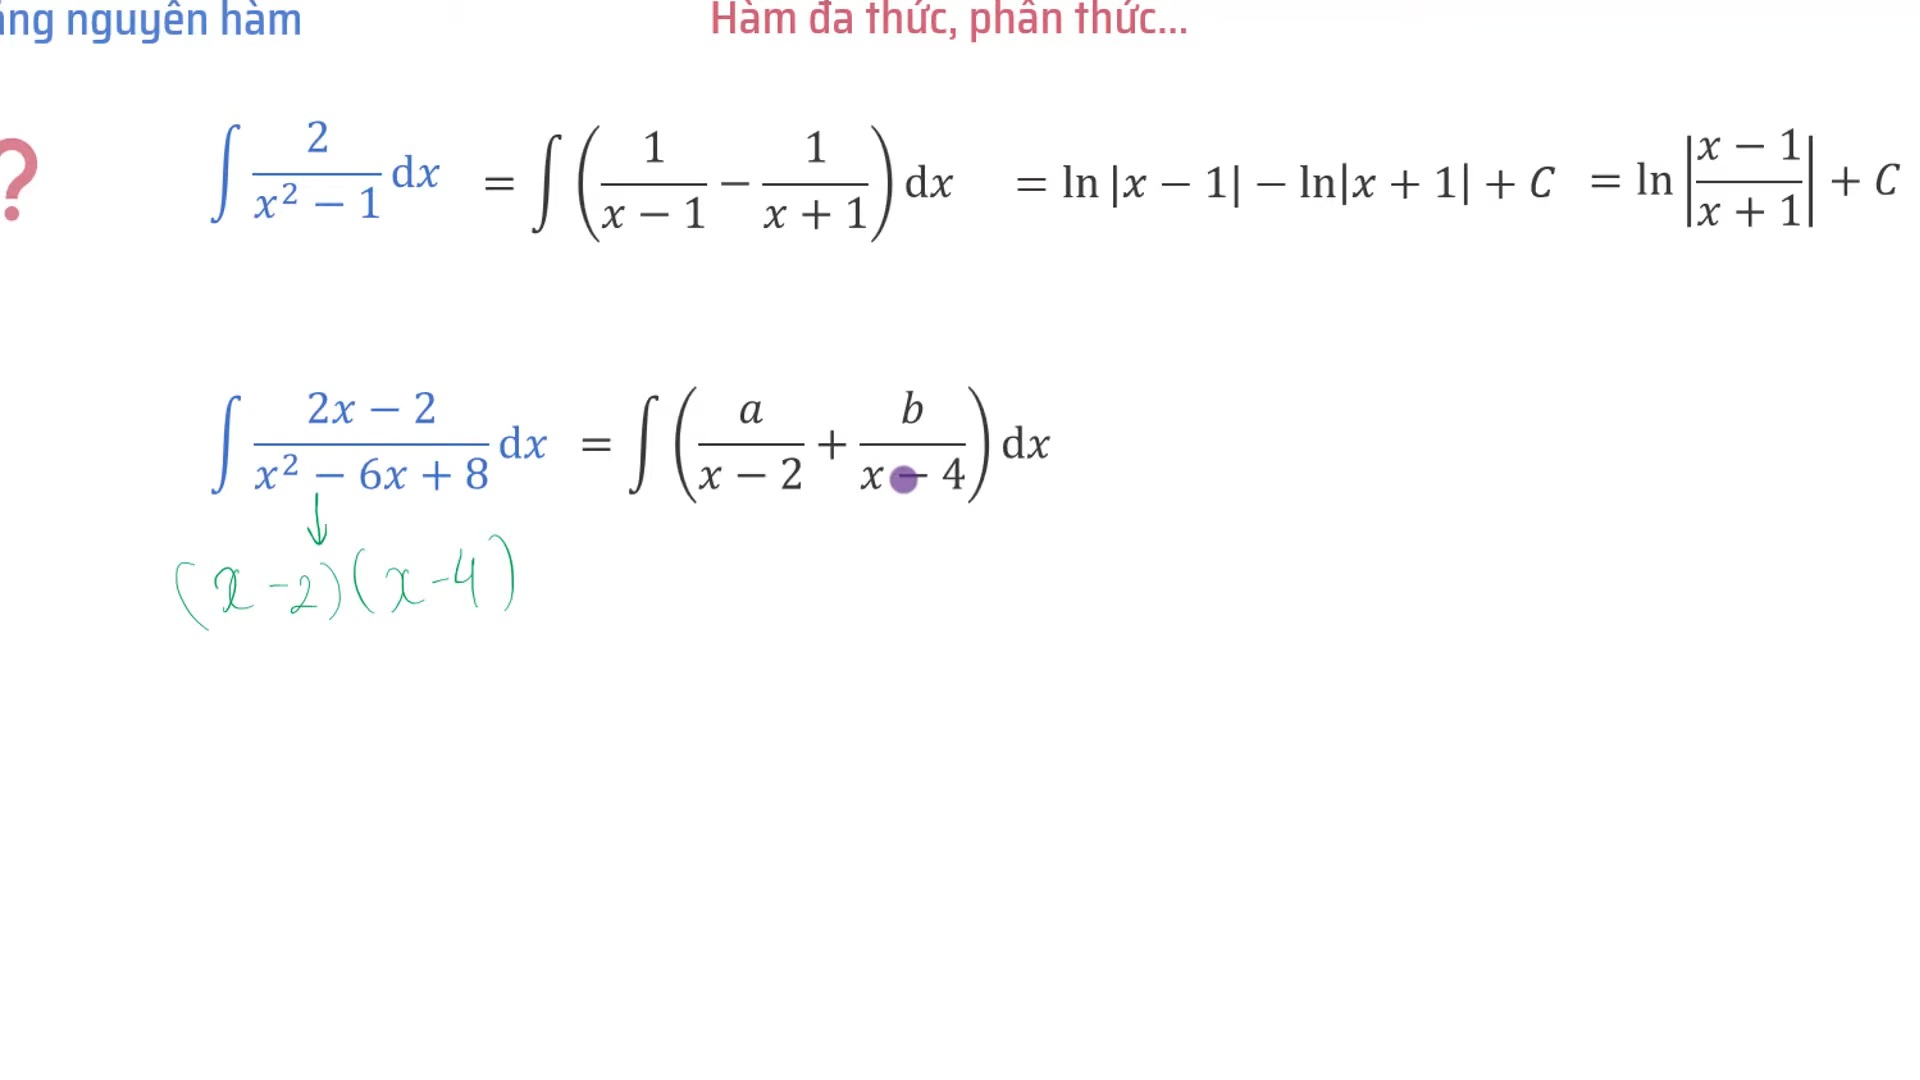 ng nguyên hàm
Hàm đa thức, phân thức...
?
∫ 2/(x² − 1) dx = ∫ (1/(x − 1) − 1/(x + 1)) dx = ln |x − 1| − ln|x + 1| + C = ln |(x − 1)/(x + 1)| + C
∫ (2x − 2)/(x² − 6x + 8) dx = ∫ (a/(x − 2) + b/(x − 4)) dx
↓
(x − 2)(x − 4)